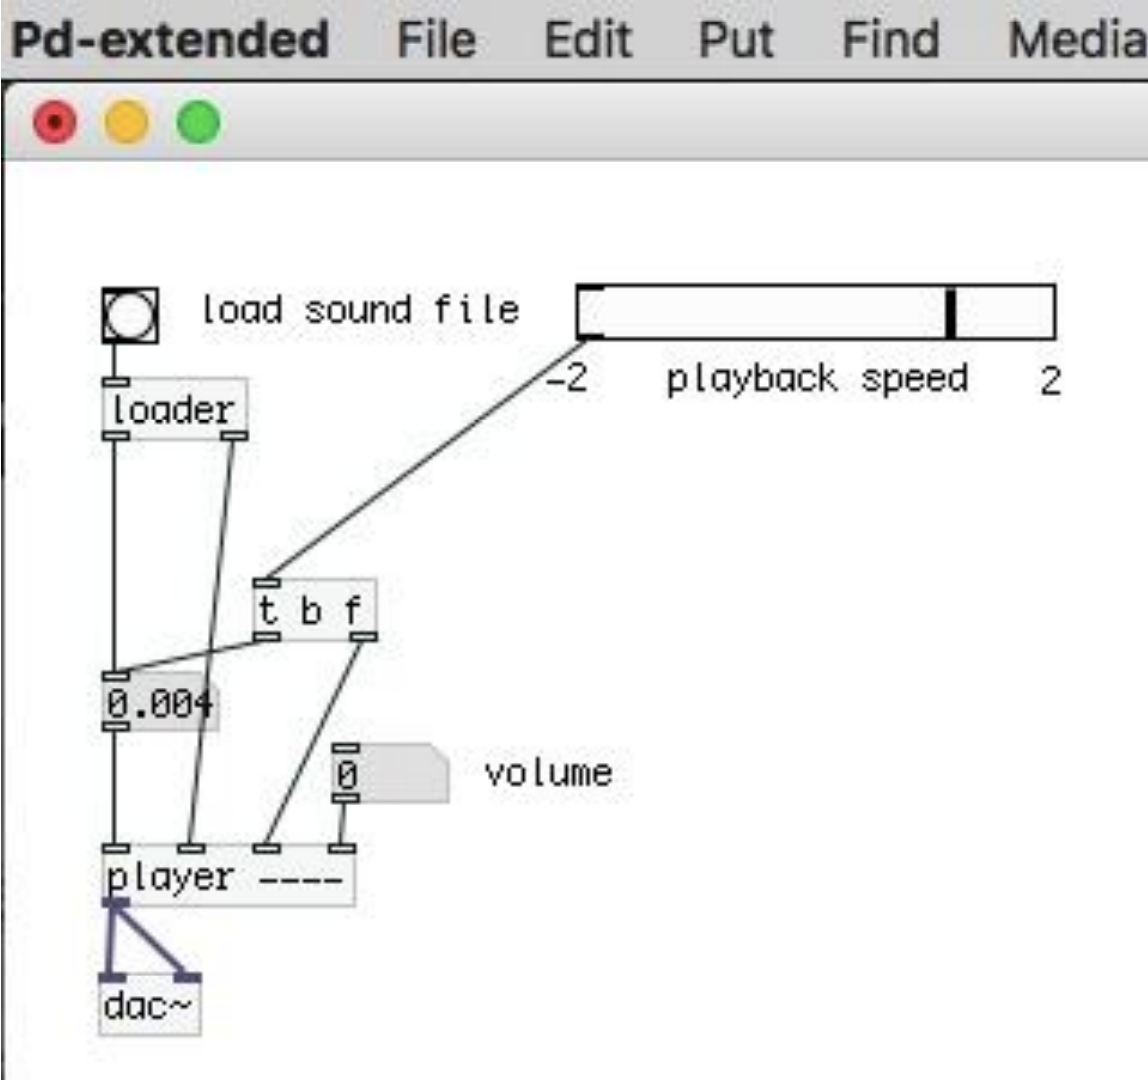 Pd-extended File Edit Put Find Media
load sound file
-2 playback speed 2
loader
t b f
0.004
0 volume
player ----
dac~